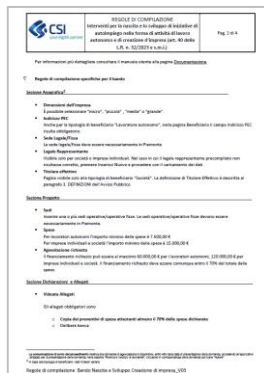 CSI
your digital partner
REGOLE DI COMPILAZIONE
Interventi per la nascita e lo sviluppo di iniziative di
autoimpiego nella forma di attività di lavoro
autonomo e di creazione d'impresa (art. 40 della
L.R. n. 32/2023 e s.m.i.)
Pag. 2 di 4
Per informazioni più dettagliate consultare il manuale utente alla pagina Documentazione.
Regole di compilazione specifiche per il bando
Sezione Anagrafica
• Dimensioni dell'impresa
È possibile selezionare "micro", "piccola", "media" o "grande"
• Indirizzo PEC
Anche per la tipologia di beneficiario "Lavoratore autonomo", nella pagina Beneficiario il campo Indirizzo PEC
risulta obbligatorio.
• Sede Legale/Fisca
La sede legale/fisca deve essere necessariamente in Piemonte.
• Legale Rappresentante
Visibile solo per società e imprese individuali. Nel caso in cui il legale rappresentante precompilato non
risultasse corretto, premere Inserisci Nuovo e procedere con il caricamento dei dati.
• Titolare effettivo:
Pagina visibile solo alla tipologia di beneficiario "Società". La definizione di Titolare Effettivo è descritta al
paragrafo 3. DEFINIZIONI dell'Avviso Pubblico
Sezione Progetto
• Sedi
Inserire una o più sedi operative/operative fisse. Le sedi operative/operative fisse devono essere
necessariamente in Piemonte.
• Spese
Per lavoratori autonomi l'importo minimo delle spese è 7.500,00 €
Per imprese individuali e società l'importo minimo delle spese è 15.000,00 €
• Agevolazione richiesta
Il finanziamento richiesto può essere al massimo 60.000,00 € per i lavoratori autonomi, 120.000,00 € per
imprese individuali e società. Il finanziamento richiesto deve essere comunque entro il 70% del totale delle
spese.
Sezione Dichiarazioni e Allegati
• Videata Allegati
Gli allegati obbligatori sono
o Copia dei preventivi di spesa attestanti almeno il 70% delle spese dichiarate
o Delibera banca
Regole di compilazione Bando Nascita e Sviluppo Creazione di Impresa_V03